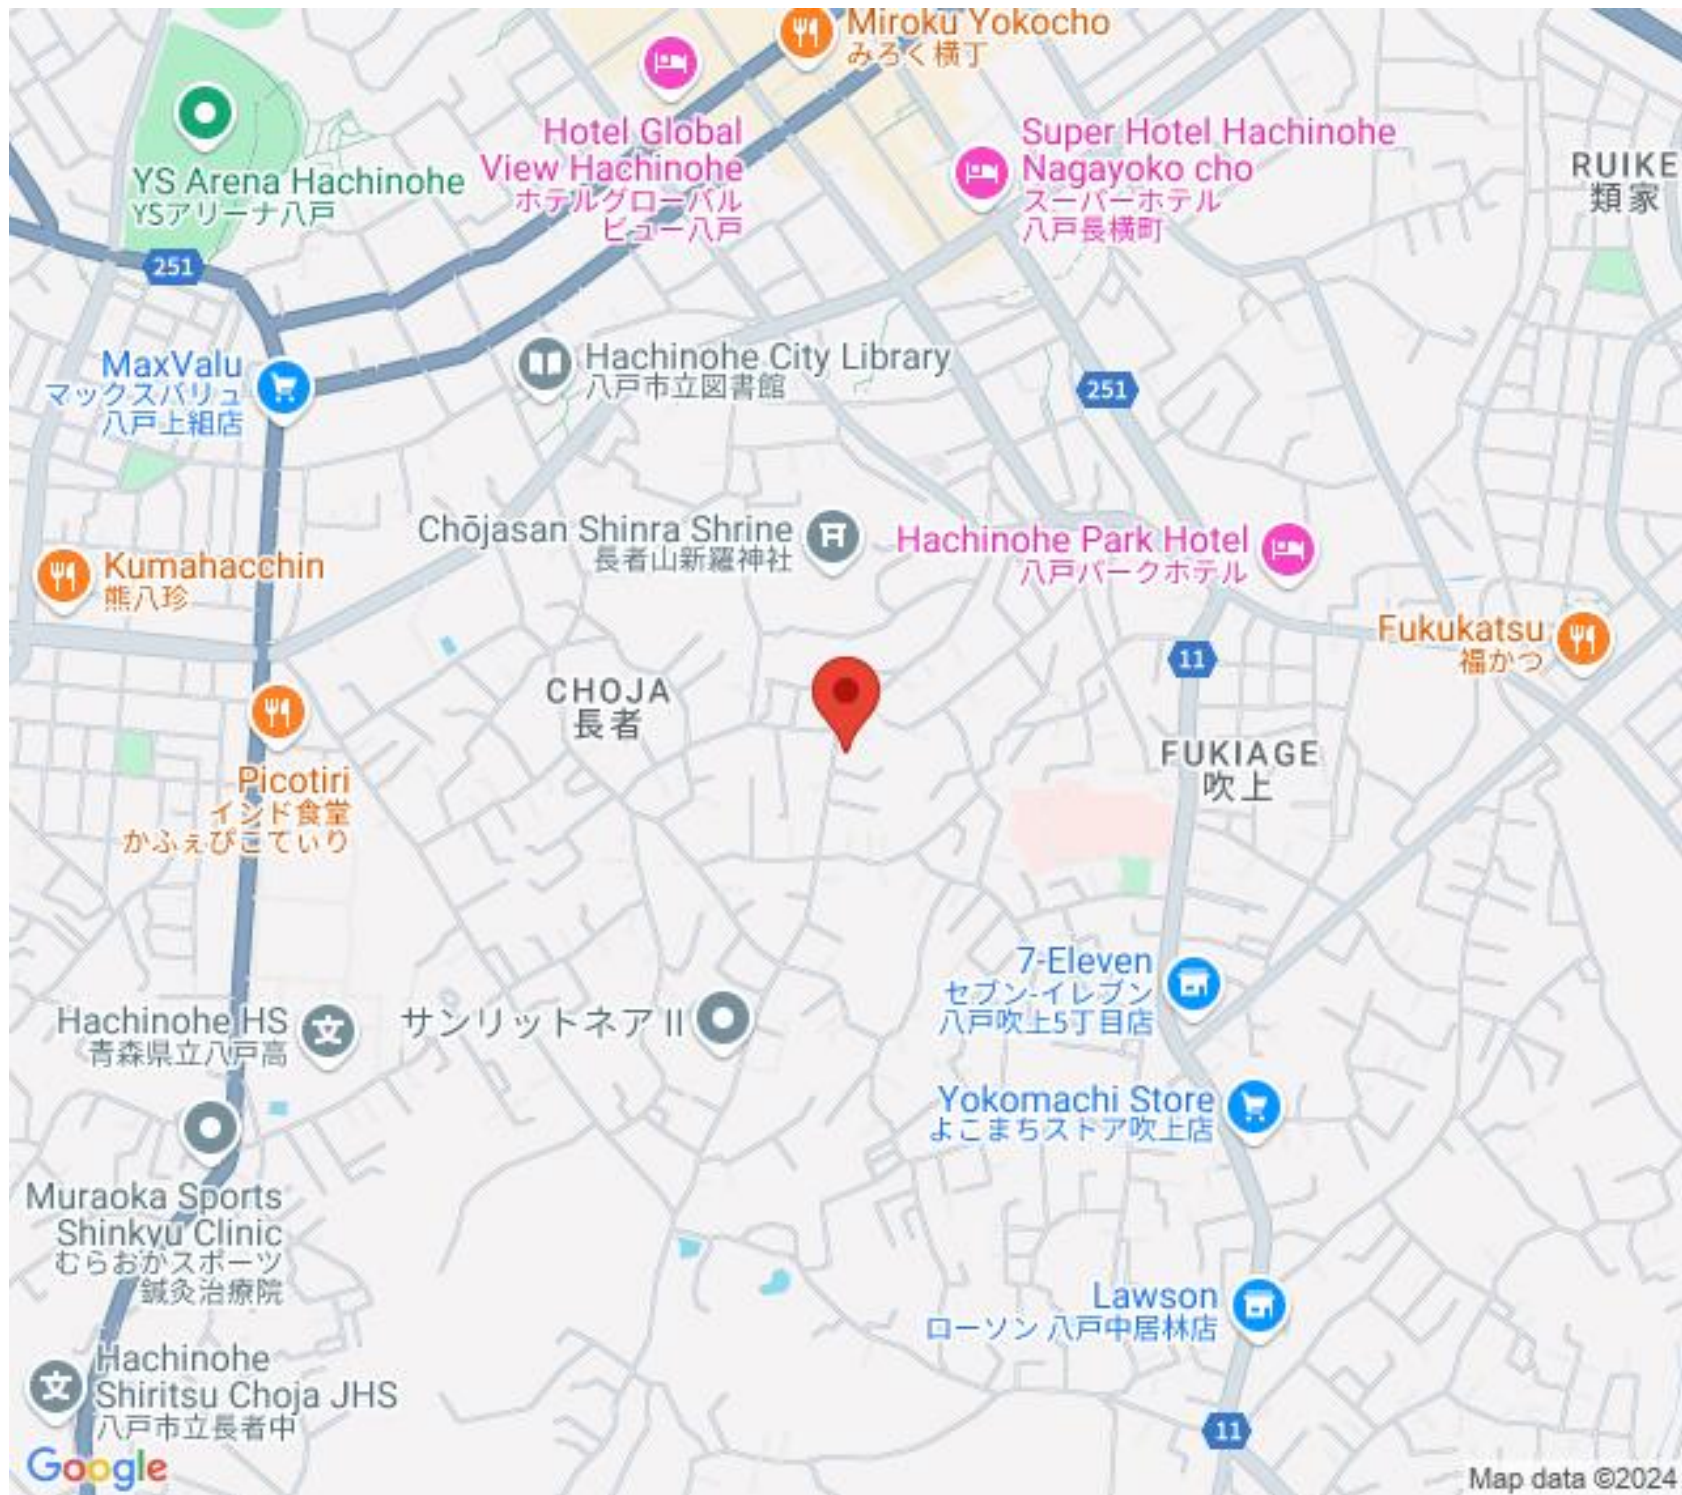 Miroku Yokocho
みろく横丁
Hotel Global
View Hachinohe
ホテルグローバル
ビュー八戸
Super Hotel Hachinohe
Nagayoko cho
スーパーホテル
八戸長横町
RUIKE
類家
YS Arena Hachinohe
YSアリーナ八戸
251
MaxValu
マックスバリュ
八戸上組店
Hachinohe City Library
八戸市立図書館
251
Chōjasan Shinra Shrine
長者山新羅神社
Hachinohe Park Hotel
八戸パークホテル
Kumahacchin
熊八珍
Fukukatsu
福かつ
11
CHOJA
長者
FUKIAGE
吹上
Picotiri
インド食堂
かふぇぴこてぃり
7-Eleven
セブン-イレブン
八戸吹上5丁目店
Hachinohe HS
青森県立八戸高
サンリットネアⅡ
Yokomachi Store
よこまちストア吹上店
Muraoka Sports
Shinkyu Clinic
むらおかスポーツ
鍼灸治療院
Lawson
ローソン 八戸中居林店
Hachinohe
Shiritsu Choja JHS
八戸市立長者中
11
Google
Map data ©2024